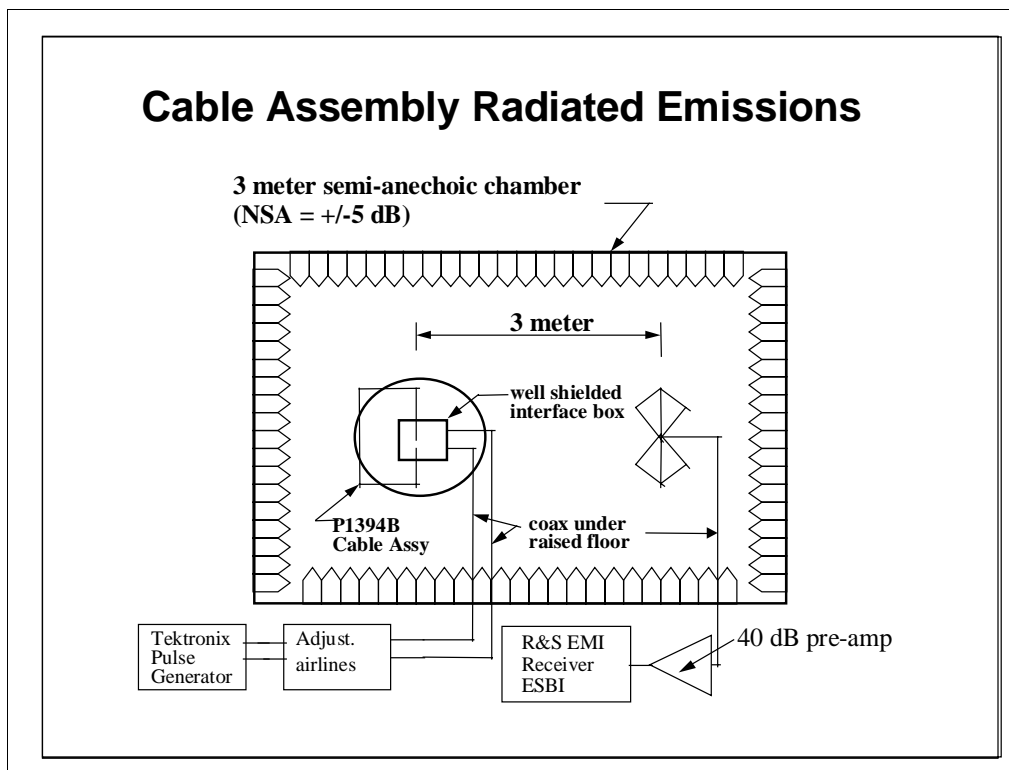 Cable Assembly Radiated Emissions
3 meter semi-anechoic chamber
(NSA = +/-5 dB)
3 meter
well shielded
interface box
P1394B
Cable Assy
coax under
raised floor
Tektronix
Pulse
Generator
Adjust.
airlines
R&S EMI
Receiver
ESBI
40 dB pre-amp